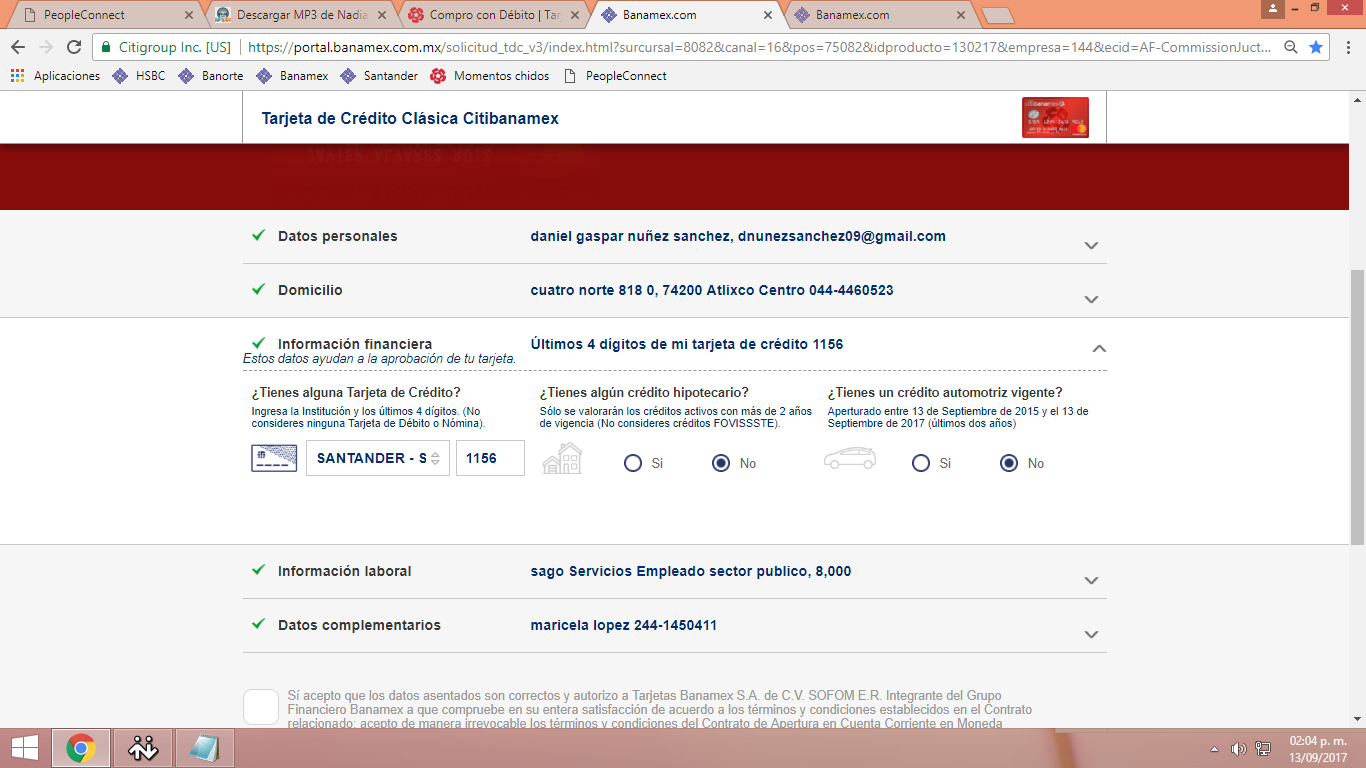 PeopleConnect
Descargar MP3 de Nadia
Compro con Débito | Tar
Banamex.com
Banamex.com
Citigroup Inc. [US]
https://portal.banamex.com.mx/solicitud_tdc_v3/index.html?sursursal=8082&canal=16&pos=75082&idproducto=130217&empresa=144&ecid=AF-CommissionJuct...
Aplicaciones
HSBC
Banorte
Banamex
Santander
Momentos chidos
PeopleConnect
Tarjeta de Crédito Clásica Citibanamex
citibanamex
JAVIER ALVAREZ RUIZ
Datos personales
daniel gaspar nuñez sanchez, dnunezsanchez09@gmail.com
Domicilio
cuatro norte 818 0, 74200 Atlixco Centro 044-4460523
Información financiera
Últimos 4 dígitos de mi tarjeta de crédito 1156
Estos datos ayudan a la aprobación de tu tarjeta.
¿Tienes alguna Tarjeta de Crédito?
Ingresa la Institución y los últimos 4 dígitos. (No
consideres ninguna Tarjeta de Débito o Nómina).
SANTANDER - S
1156
¿Tienes algún crédito hipotecario?
Sólo se valorarán los créditos activos con más de 2 años
de vigencia (No consideres créditos FOVISSSTE).
Si
No
¿Tienes un crédito automotriz vigente?
Aperturado entre 13 de Septiembre de 2015 y el 13 de
Septiembre de 2017 (últimos dos años)
Si
No
Información laboral
sago Servicios Empleado sector publico, 8,000
Datos complementarios
maricela lopez 244-1450411
Sí acepto que los datos asentados son correctos y autorizo a Tarjetas Banamex S.A. de C.V. SOFOM E.R. Integrante del Grupo
Financiero Banamex a que compruebe en su entera satisfacción de acuerdo a los términos y condiciones establecidos en el Contrato
relacionado; acepto de manera irrevocable los términos y condiciones del Contrato de Apertura en Cuenta Corriente en Moneda
02:04 p. m.
13/09/2017